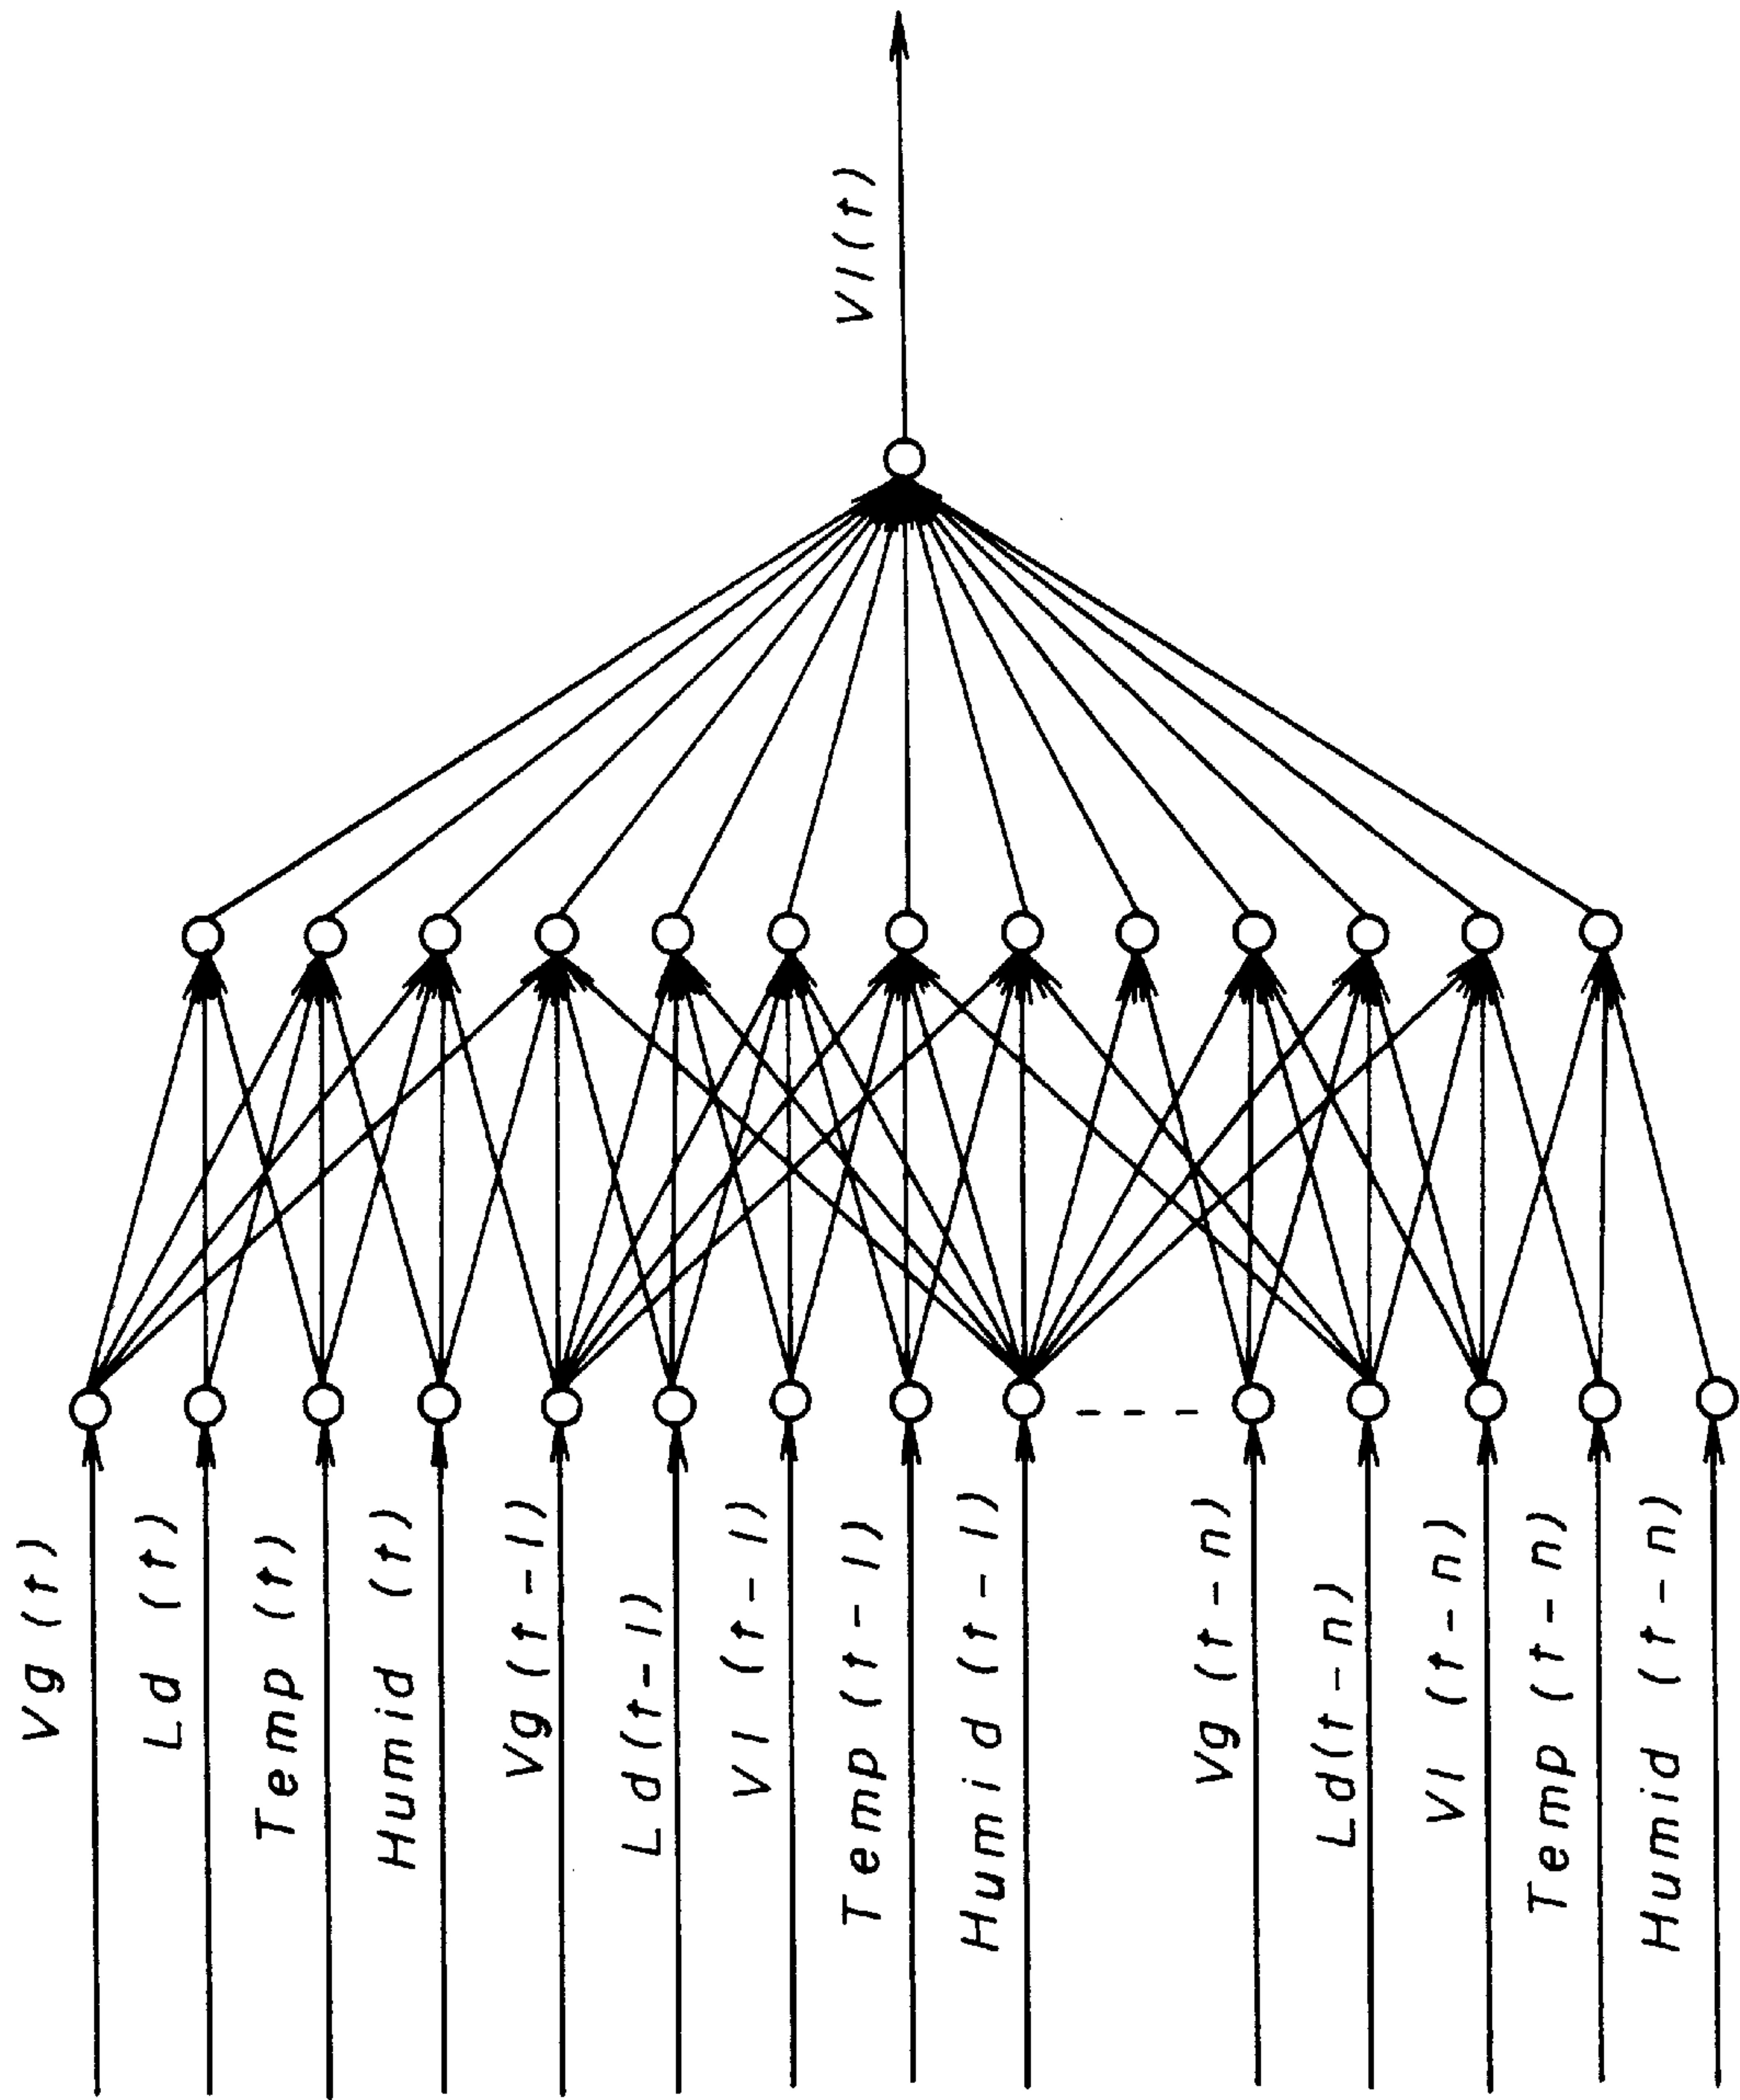 Vl(t)
Vg(t)
Ld (t)
Temp (t)
Humid (t)
Vg(t-1)
Ld(t-1)
Vl (t-1)
Temp (t-1)
Humid (t-1)
Vg (t-n)
Ld(t-n)
Vl (t-n)
Temp (t-n)
Humid (t-n)